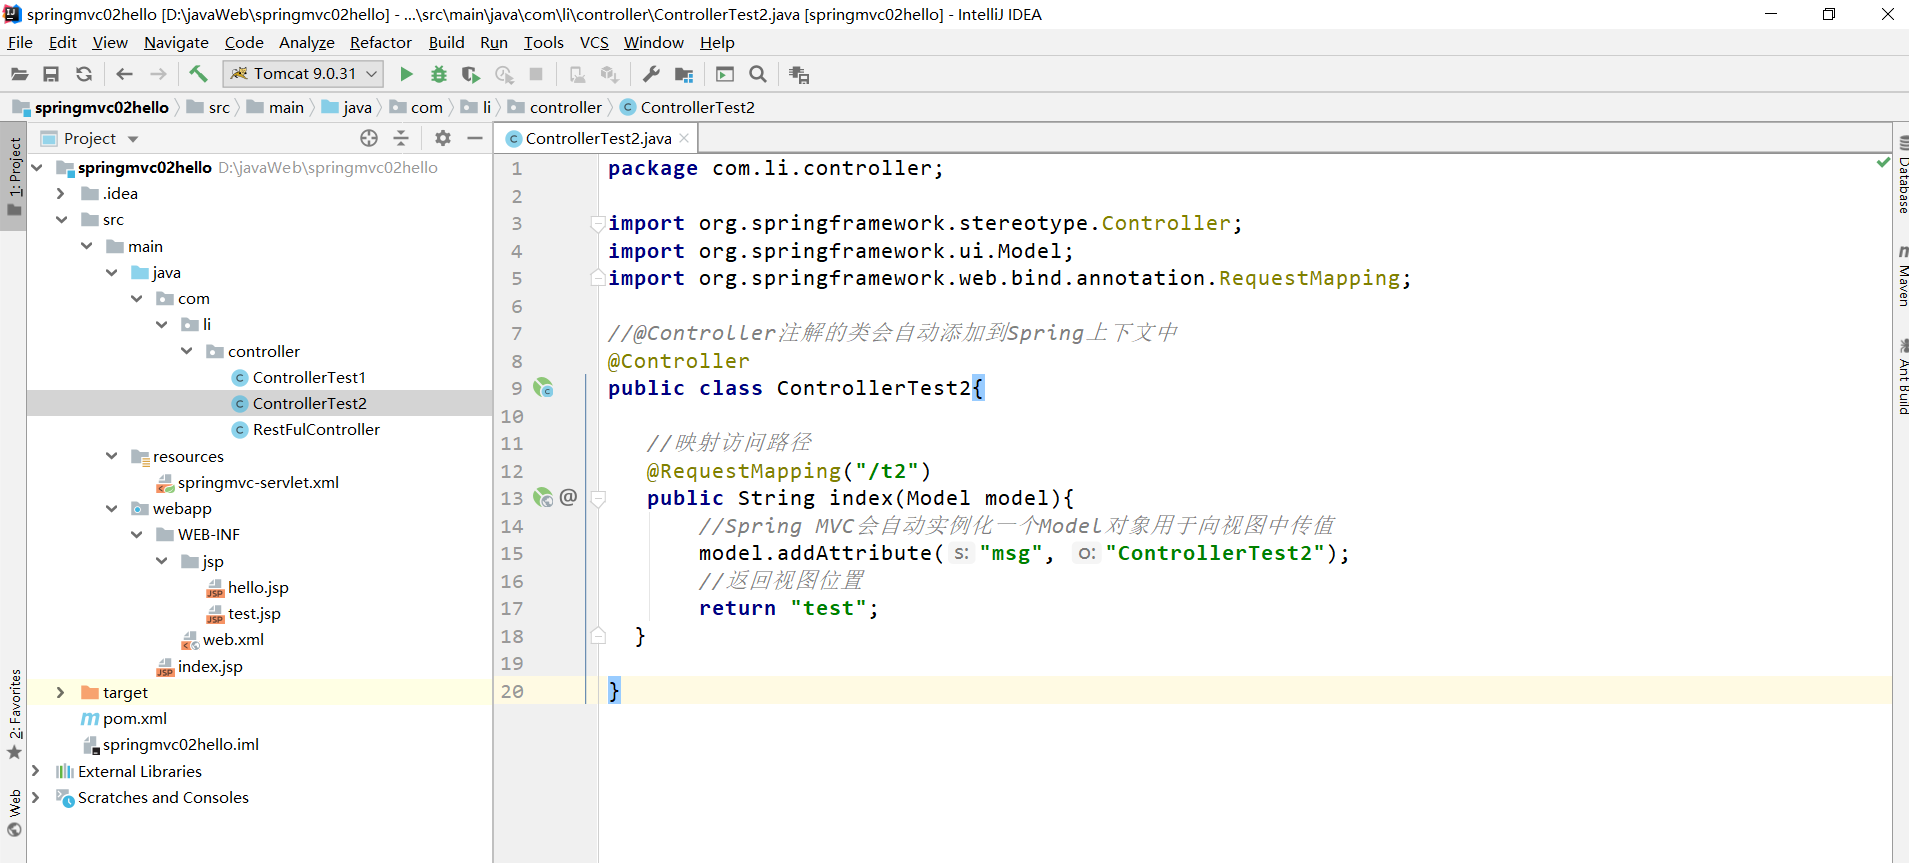 springmvc02hello [D:\javaWeb\springmvc02hello] - ...\src\main\java\com\li\controller\ControllerTest2.java [springmvc02hello] - IntelliJ IDEA
File Edit View Navigate Code Analyze Refactor Build Run Tools VCS Window Help
Tomcat 9.0.31
springmvc02hello src main java com li controller ControllerTest2
1: Project
2: Favorites
Web
Project
springmvc02hello D:\javaWeb\springmvc02hello
.idea
src
main
java
com
li
controller
ControllerTest1
ControllerTest2
RestFulController
resources
springmvc-servlet.xml
webapp
WEB-INF
jsp
hello.jsp
test.jsp
web.xml
index.jsp
target
pom.xml
springmvc02hello.iml
External Libraries
Scratches and Consoles
ControllerTest2.java
1 package com.li.controller;
2
3 import org.springframework.stereotype.Controller;
4 import org.springframework.ui.Model;
5 import org.springframework.web.bind.annotation.RequestMapping;
6
7 //@Controller注解的类会自动添加到Spring上下文中
8 @Controller
9 public class ControllerTest2{
10
11 //映射访问路径
12 @RequestMapping("/t2")
13 @ public String index(Model model){
14 //Spring MVC会自动实例化一个Model对象用于向视图中传值
15 model.addAttribute( s: "msg", o: "ControllerTest2");
16 //返回视图位置
17 return "test";
18 }
19
20 }
Database
Maven
Ant Build